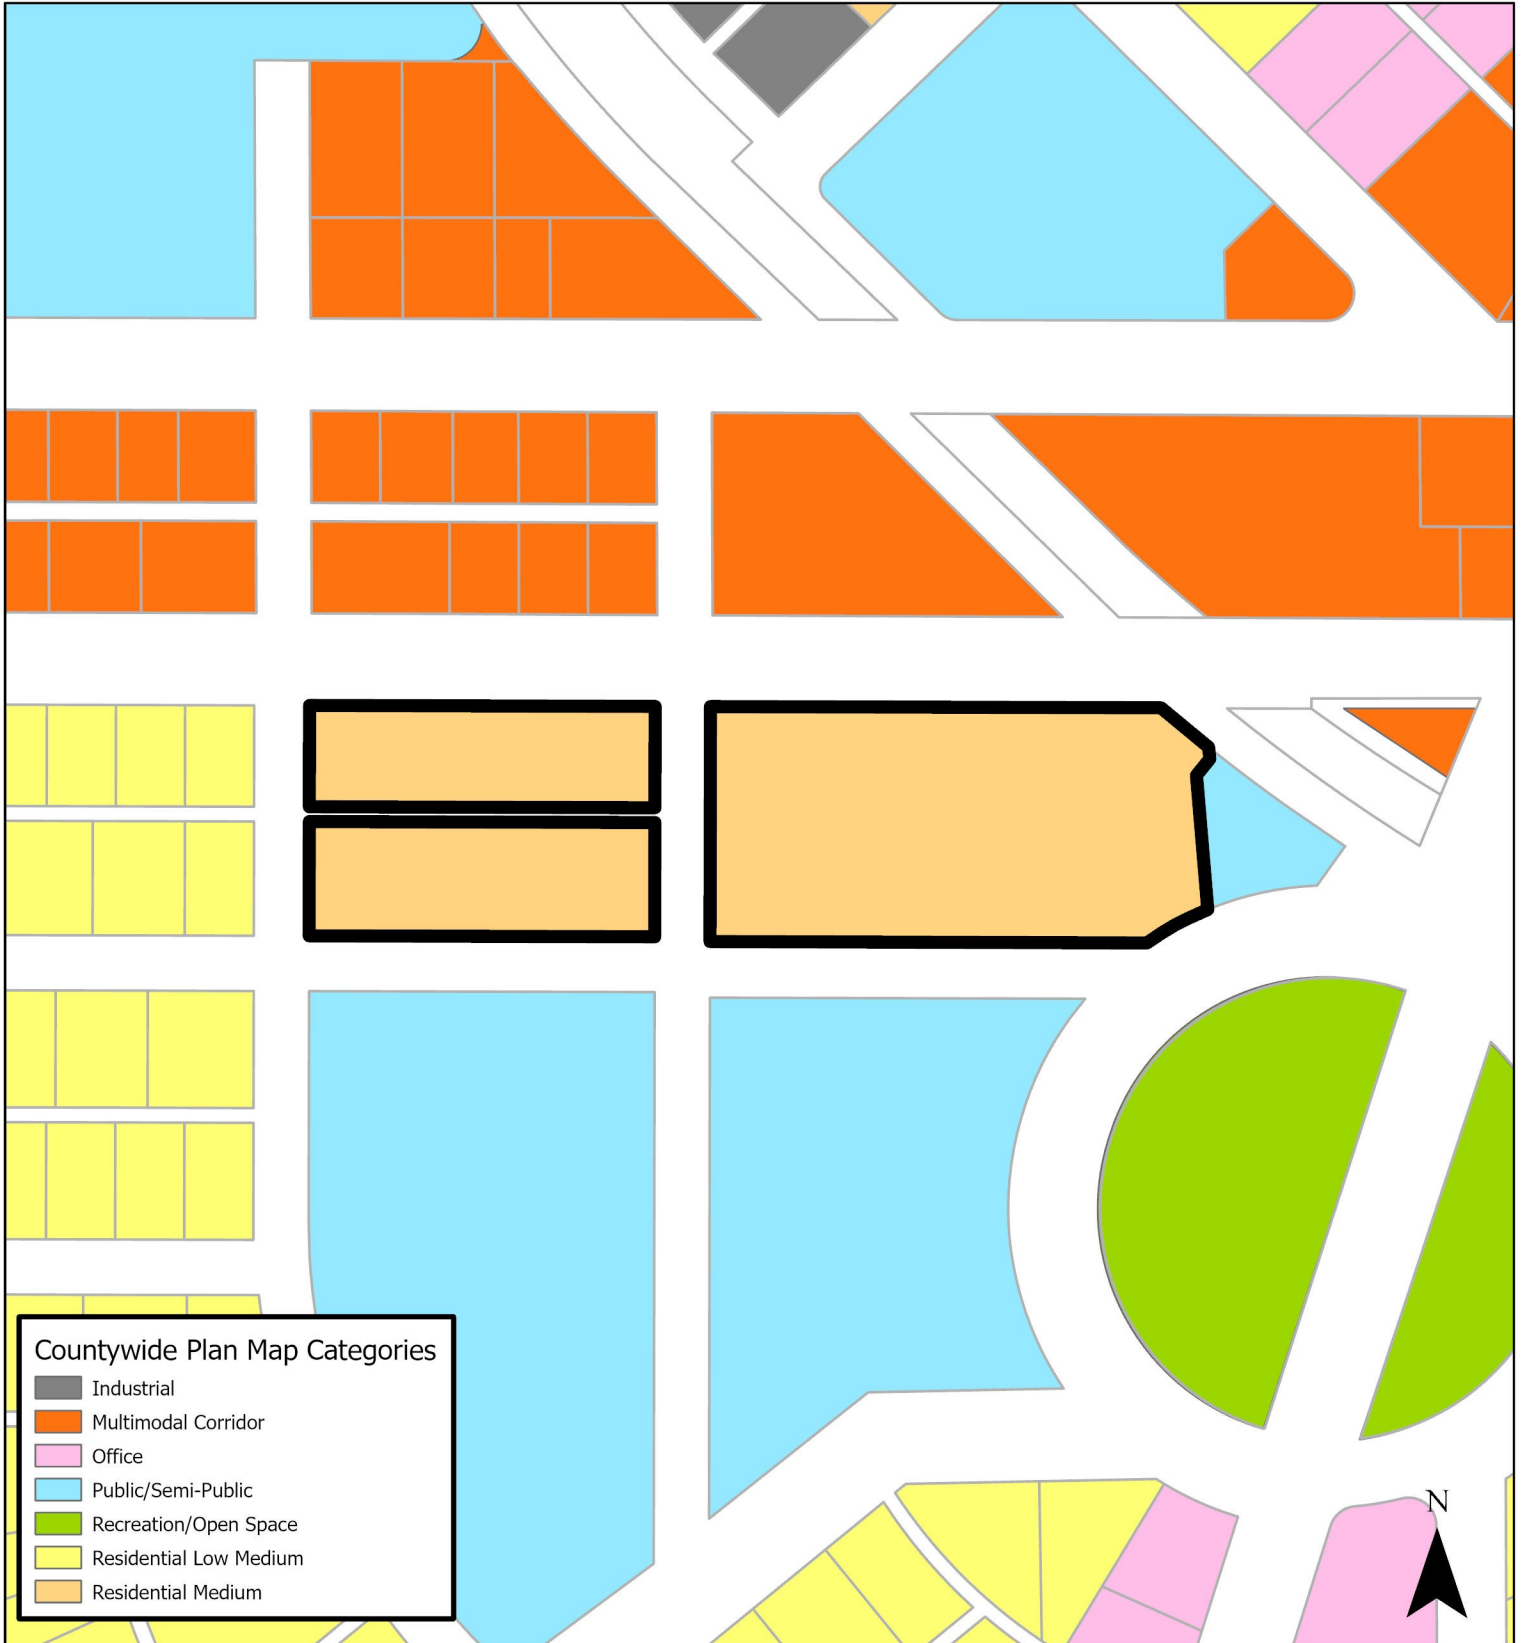 Countywide Plan Map Categories
Industrial
Multimodal Corridor
Office
Public/Semi-Public
Recreation/Open Space
Residential Low Medium
Residential Medium
N